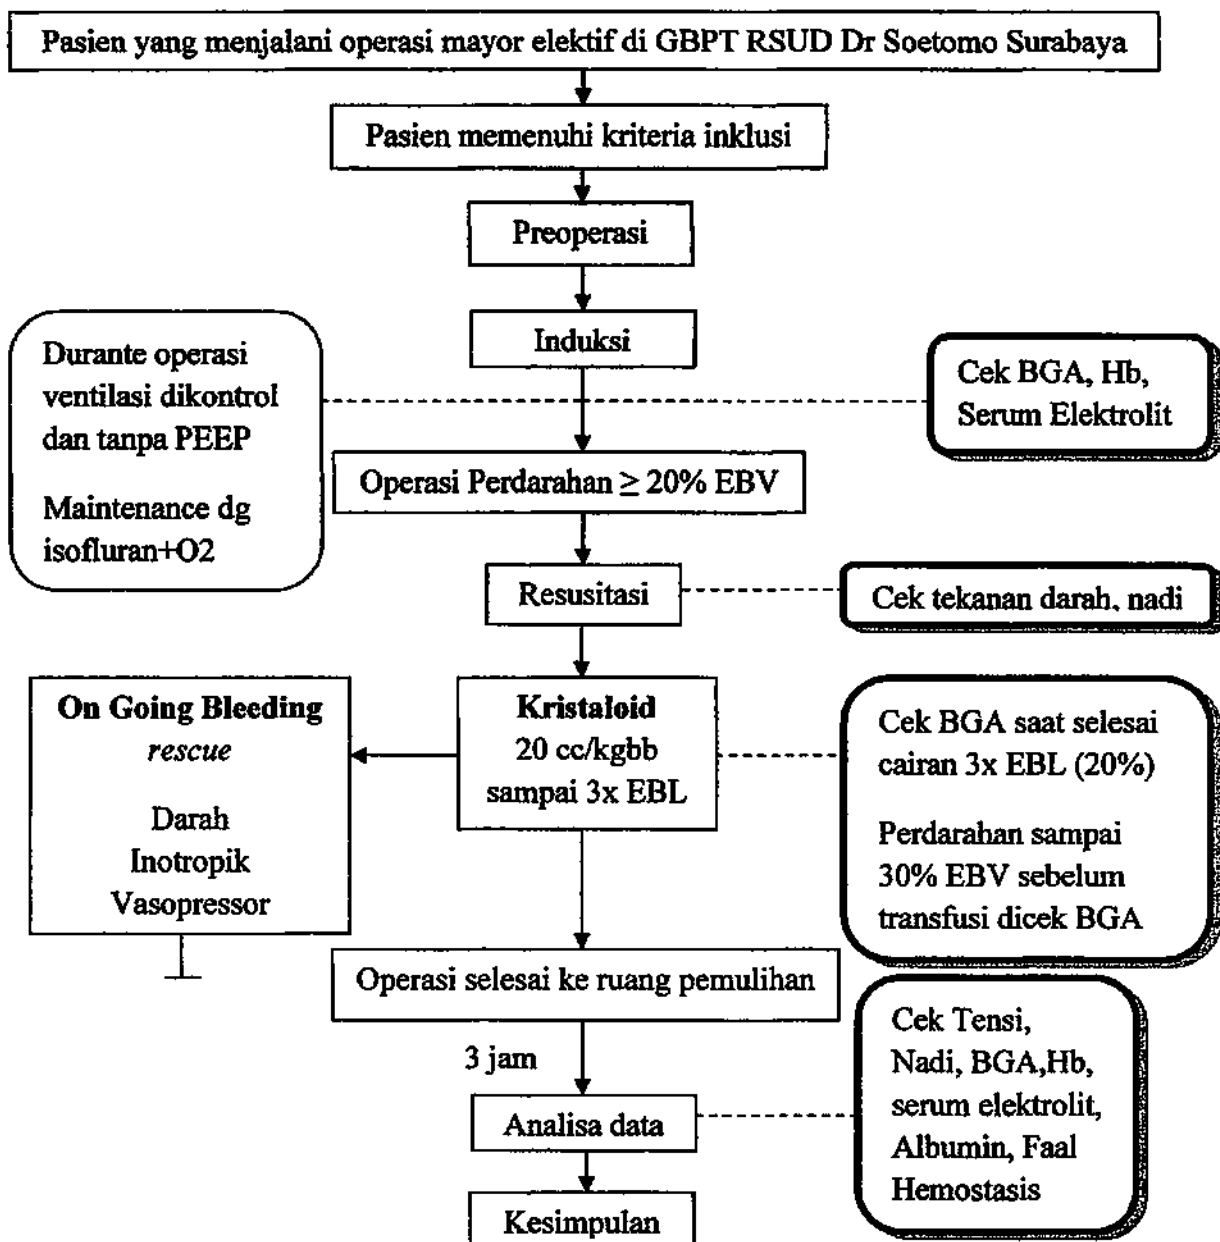 Pasien yang menjalani operasi mayor elektif di GBPT RSUD Dr Soetomo Surabaya
Pasien memenuhi kriteria inklusi
Preoperasi
Induksi
Durante operasi
ventilasi dikontrol
dan tanpa PEEP
Maintenance dg
isofluran+O2
Cek BGA, Hb,
Serum Elektrolit
Operasi Perdarahan ≥ 20% EBV
Resusitasi
Cek tekanan darah, nadi
On Going Bleeding
rescue
Darah
Inotropik
Vasopressor
Kristaloid
20 cc/kgbb
sampai 3x EBL
Cek BGA saat selesai
cairan 3x EBL (20%)
Perdarahan sampai
30% EBV sebelum
transfusi dicek BGA
Operasi selesai ke ruang pemulihan
3 jam
Cek Tensi,
Nadi, BGA,Hb,
serum elektrolit,
Albumin, Faal
Hemostasis
Analisa data
Kesimpulan